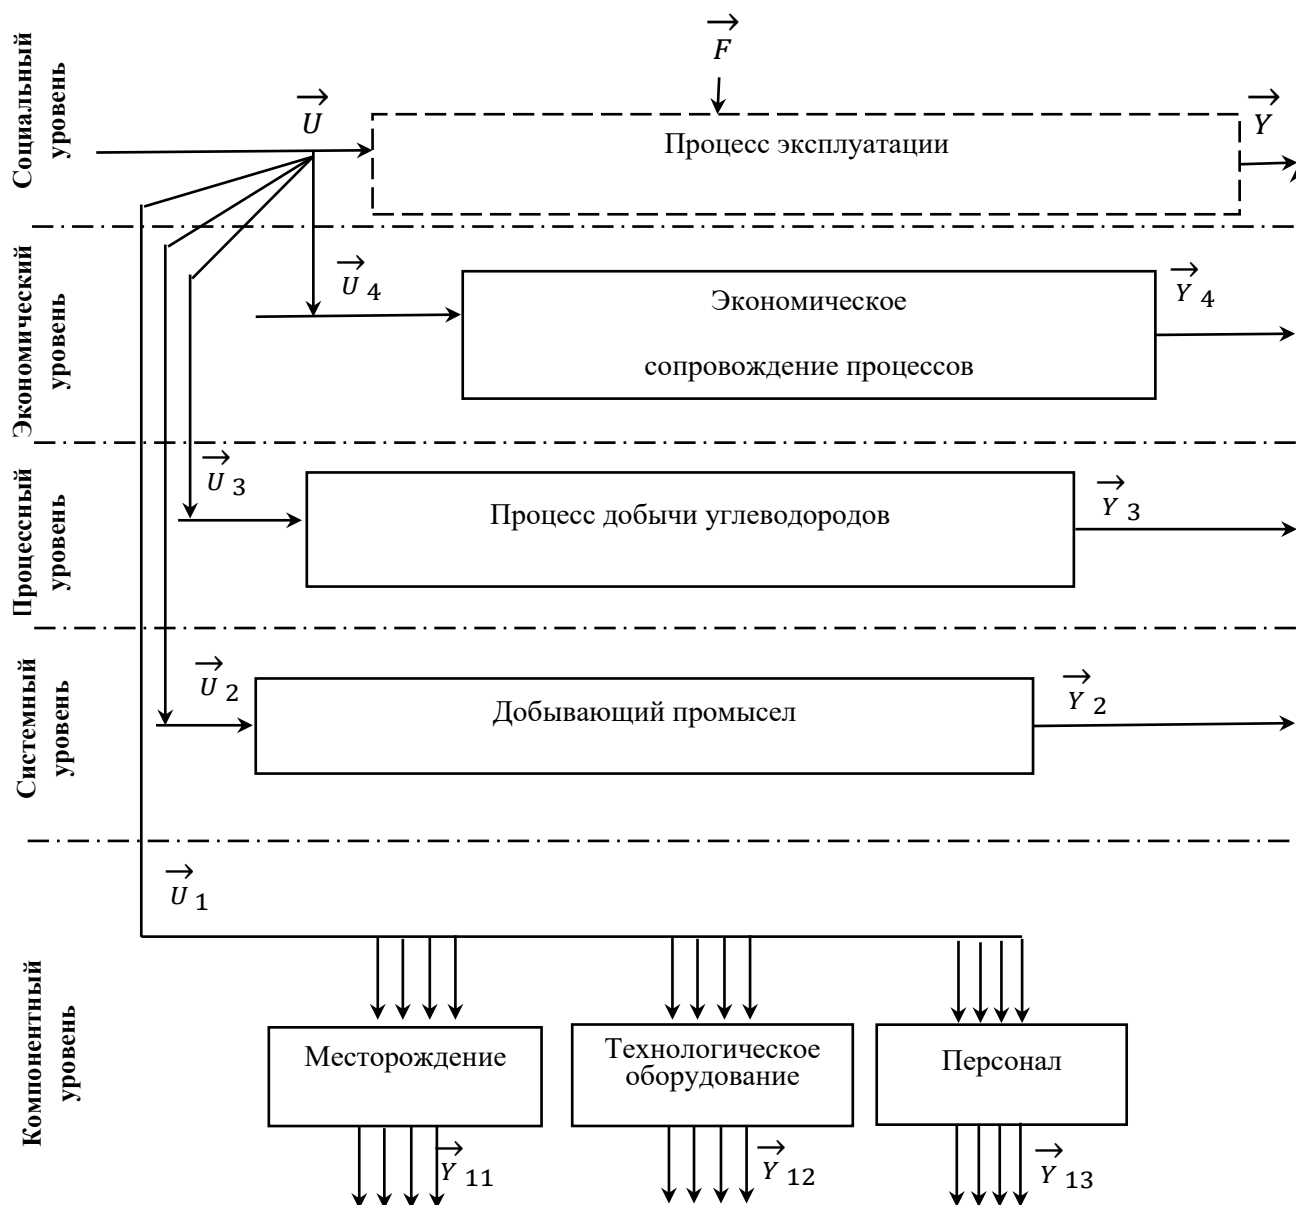 Социальный
уровень
F
U
Y
Процесс эксплуатации
Экономический
уровень
U 4
Y 4
Экономическое
сопровождение процессов
Процессный
уровень
U 3
Y 3
Процесс добычи углеводородов
Системный
уровень
U 2
Y 2
Добывающий промысел
Компонентный
уровень
U 1
Месторождение
Технологическое
оборудование
Персонал
Y 11
Y 12
Y 13